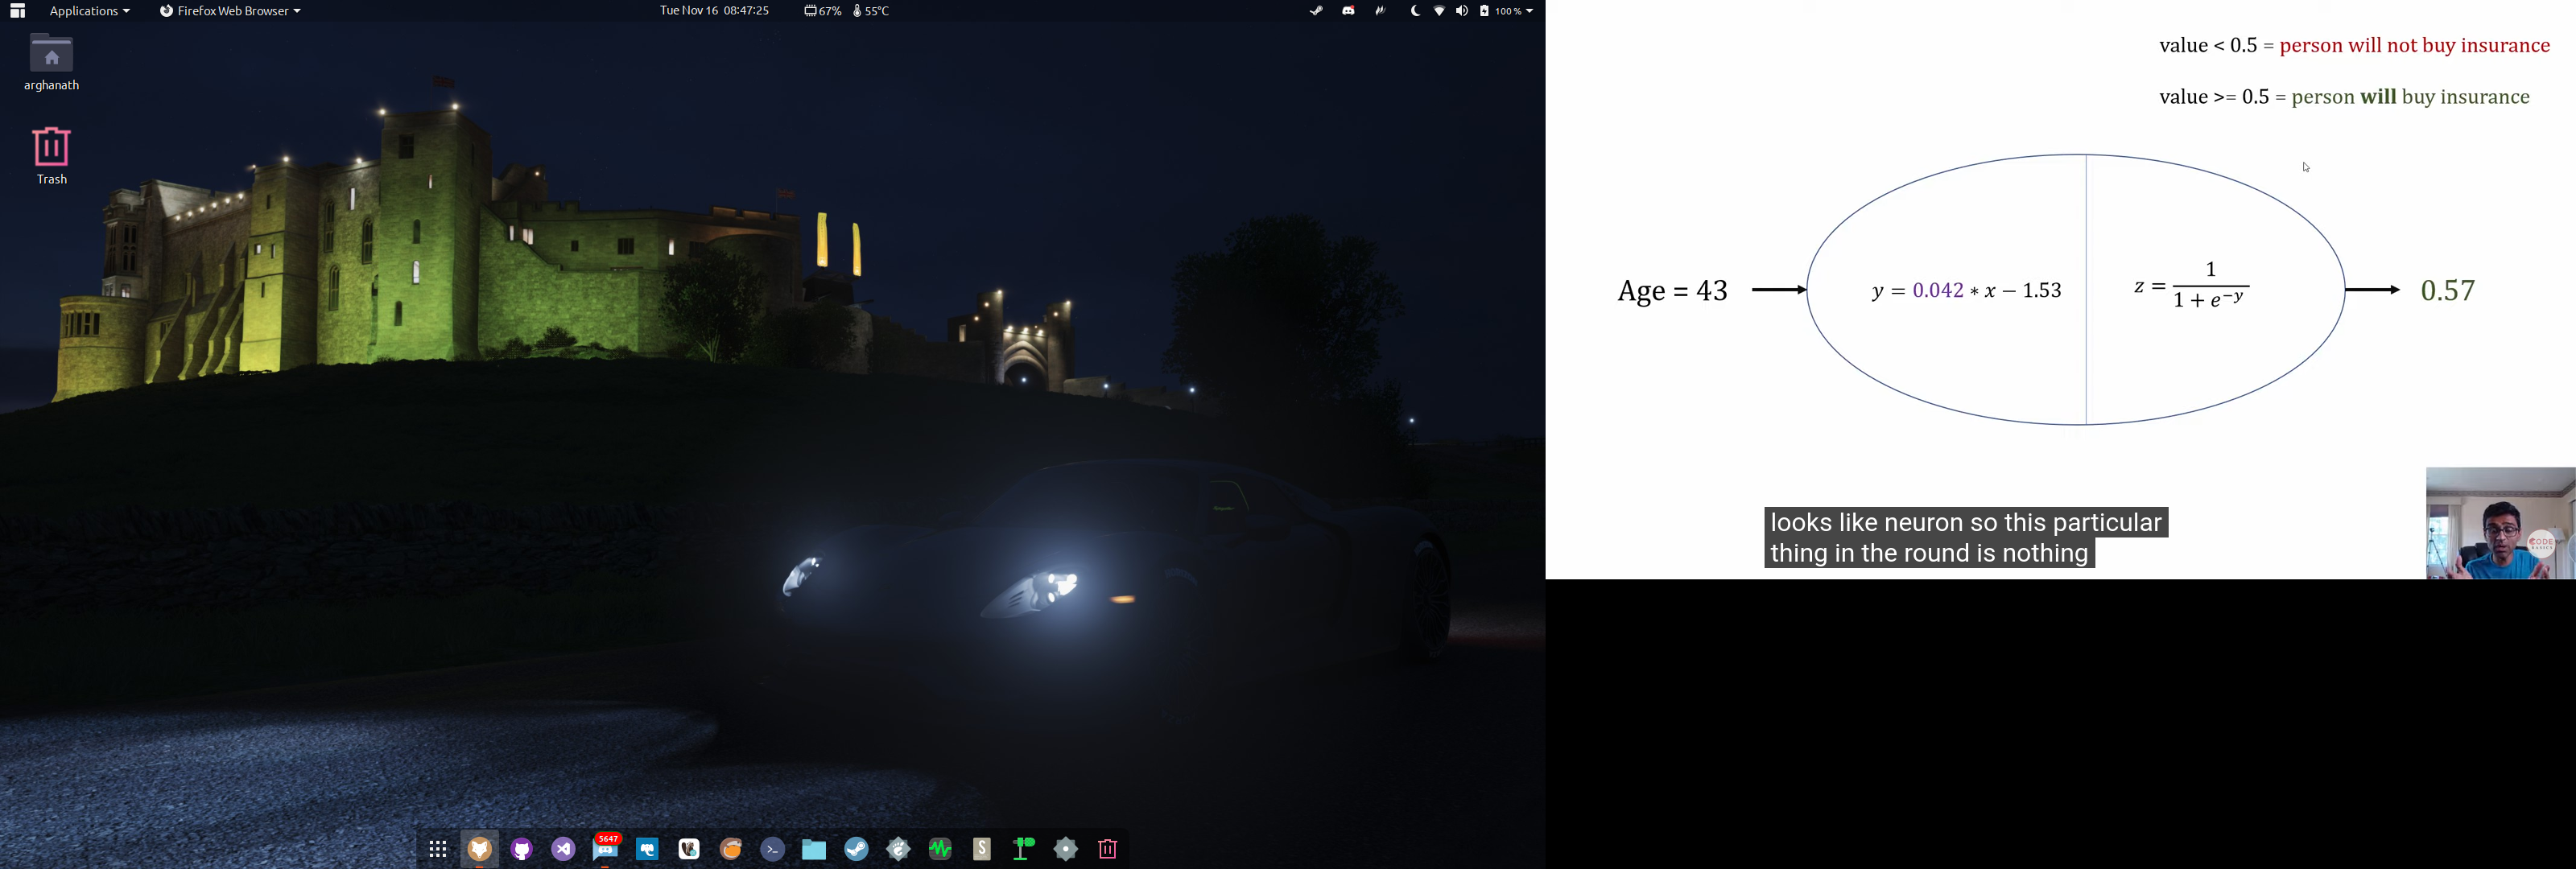 Applications
Firefox Web Browser
Tue Nov 16 08:47:25
67%
55°C
100 %
arghanath
Trash
5647
S
value < 0.5 = person will not buy insurance
value >= 0.5 = person will buy insurance
Age = 43
y = 0.042 * x − 1.53
z = 1 / 1 + e^−y
0.57
looks like neuron so this particular
thing in the round is nothing
CODE